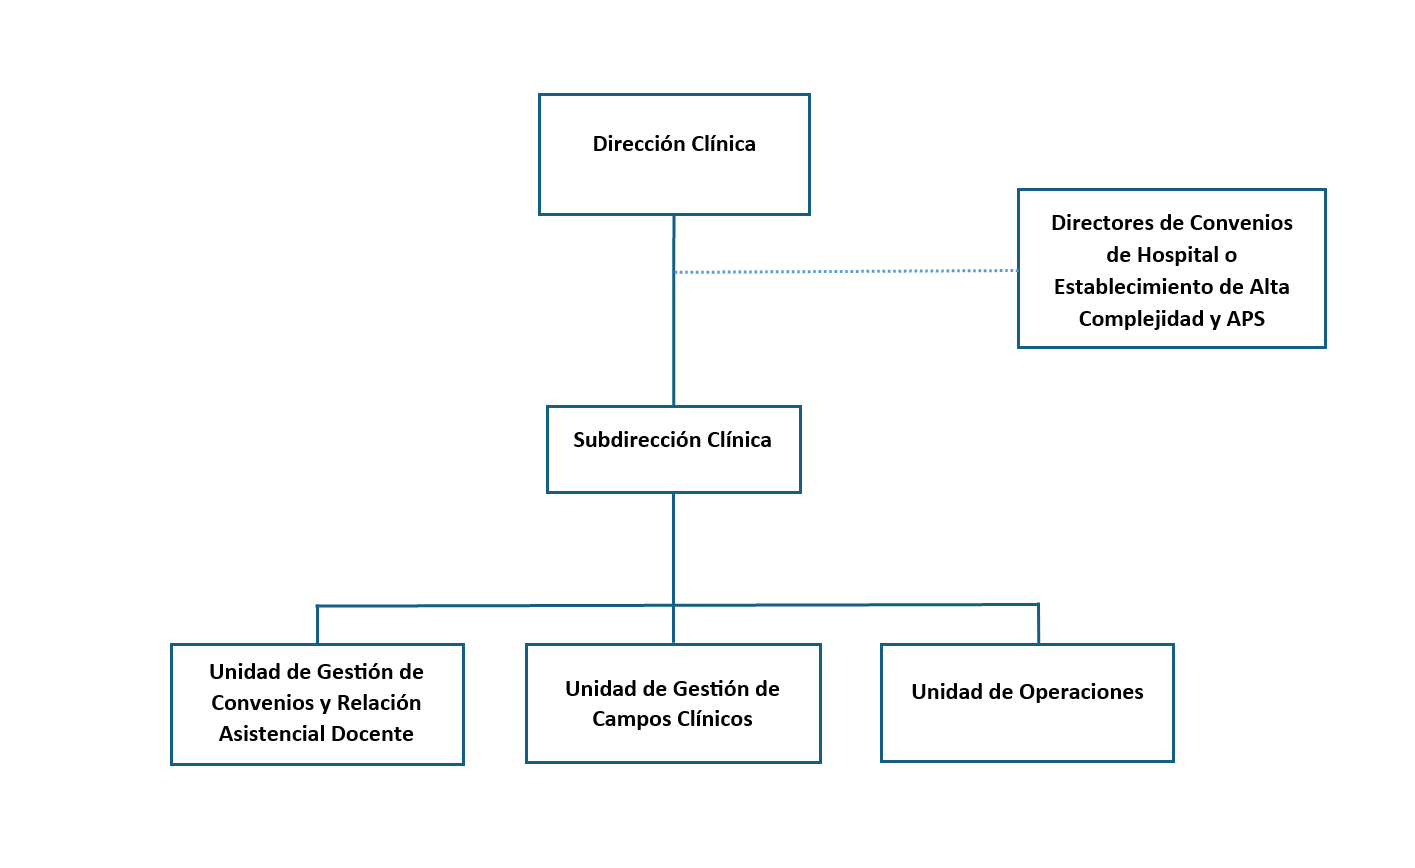 Dirección Clínica
Directores de Convenios
de Hospital o
Establecimiento de Alta
Complejidad y APS
Subdirección Clínica
Unidad de Gestión de
Convenios y Relación
Asistencial Docente
Unidad de Gestión de
Campos Clínicos
Unidad de Operaciones